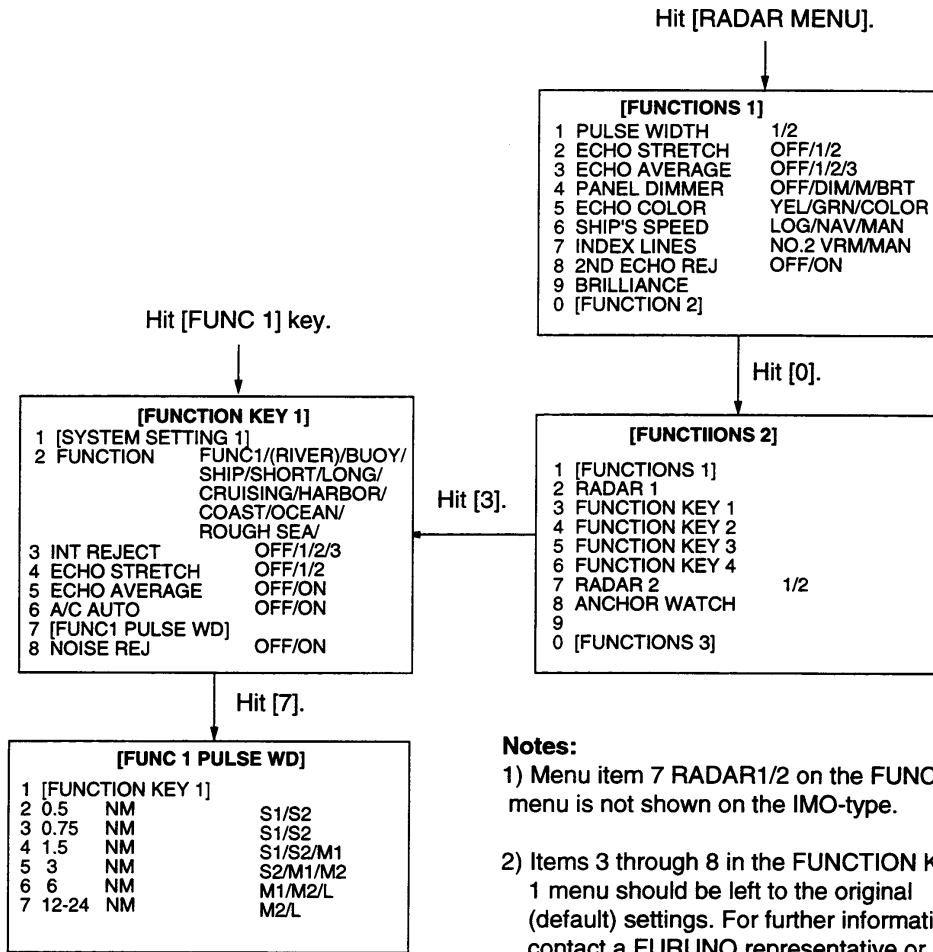 Hit [RADAR MENU].
[FUNCTIONS 1]
1 PULSE WIDTH 1/2
2 ECHO STRETCH OFF/1/2
3 ECHO AVERAGE OFF/1/2/3
4 PANEL DIMMER OFF/DIM/M/BRT
5 ECHO COLOR YEL/GRN/COLOR
6 SHIP'S SPEED LOG/NAV/MAN
7 INDEX LINES NO.2 VRM/MAN
8 2ND ECHO REJ OFF/ON
9 BRILLIANCE
0 [FUNCTION 2]
Hit [0].
[FUNCTIIONS 2]
1 [FUNCTIONS 1]
2 RADAR 1
3 FUNCTION KEY 1
4 FUNCTION KEY 2
5 FUNCTION KEY 3
6 FUNCTION KEY 4
7 RADAR 2 1/2
8 ANCHOR WATCH
9
0 [FUNCTIONS 3]
Hit [3].
Hit [FUNC 1] key.
[FUNCTION KEY 1]
1 [SYSTEM SETTING 1]
2 FUNCTION FUNC1/(RIVER)/BUOY/
SHIP/SHORT/LONG/
CRUISING/HARBOR/
COAST/OCEAN/
ROUGH SEA/
3 INT REJECT OFF/1/2/3
4 ECHO STRETCH OFF/1/2
5 ECHO AVERAGE OFF/ON
6 A/C AUTO OFF/ON
7 [FUNC1 PULSE WD]
8 NOISE REJ OFF/ON
Hit [7].
[FUNC 1 PULSE WD]
1 [FUNCTION KEY 1]
2 0.5 NM S1/S2
3 0.75 NM S1/S2
4 1.5 NM S1/S2/M1
5 3 NM S2/M1/M2
6 6 NM M1/M2/L
7 12-24 NM M2/L
Notes:
1) Menu item 7 RADAR1/2 on the FUNC
menu is not shown on the IMO-type.
2) Items 3 through 8 in the FUNCTION K
1 menu should be left to the original
(default) settings. For further informati
contact a FURUNO representative or